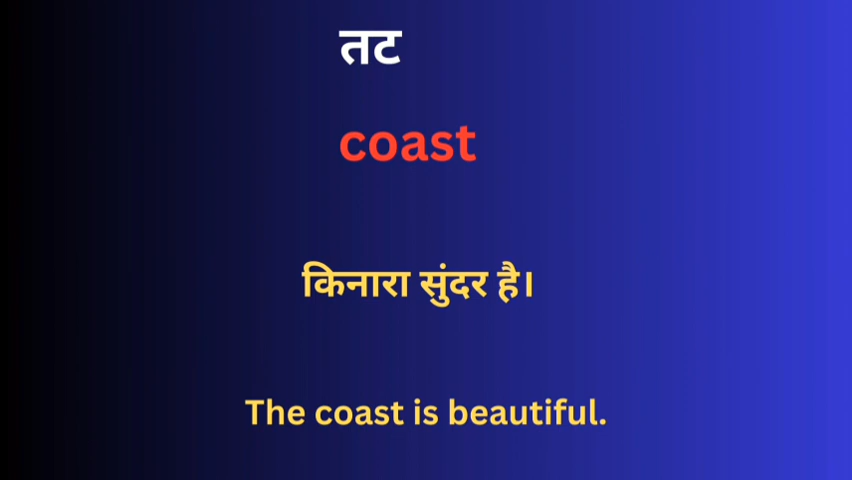 तट
coast
किनारा सुंदर है।
The coast is beautiful.